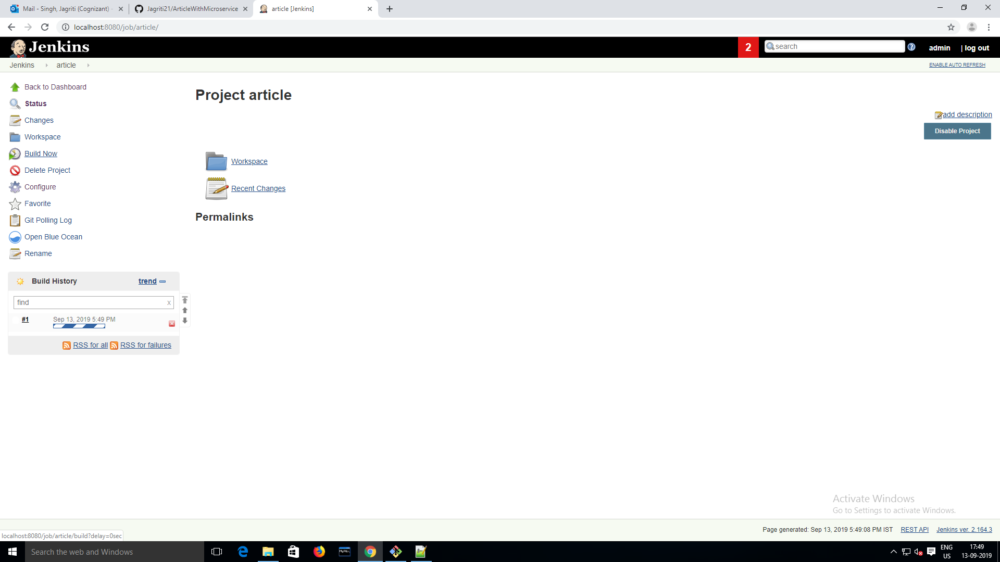 Mail - Singh, Jagriti (Cognizant) -
Jagriti21/ArticleWithMicroservice
article [Jenkins]
localhost:8080/job/article/
Jenkins
2
search
admin
| log out
Jenkins
article
ENABLE AUTO REFRESH
Back to Dashboard
Status
Changes
Workspace
Build Now
Delete Project
Configure
Favorite
Git Polling Log
Open Blue Ocean
Rename
Project article
add description
Disable Project
Workspace
Recent Changes
Permalinks
Build History
trend
find
x
#1
Sep 13, 2019 5:49 PM
RSS for all
RSS for failures
Activate Windows
Go to Settings to activate Windows.
Page generated: Sep 13, 2019 5:49:08 PM IST
REST API
Jenkins ver. 2.164.3
localhost:8080/job/article/build?delay=0sec
Search the web and Windows
ENG
US
17:49
13-09-2019